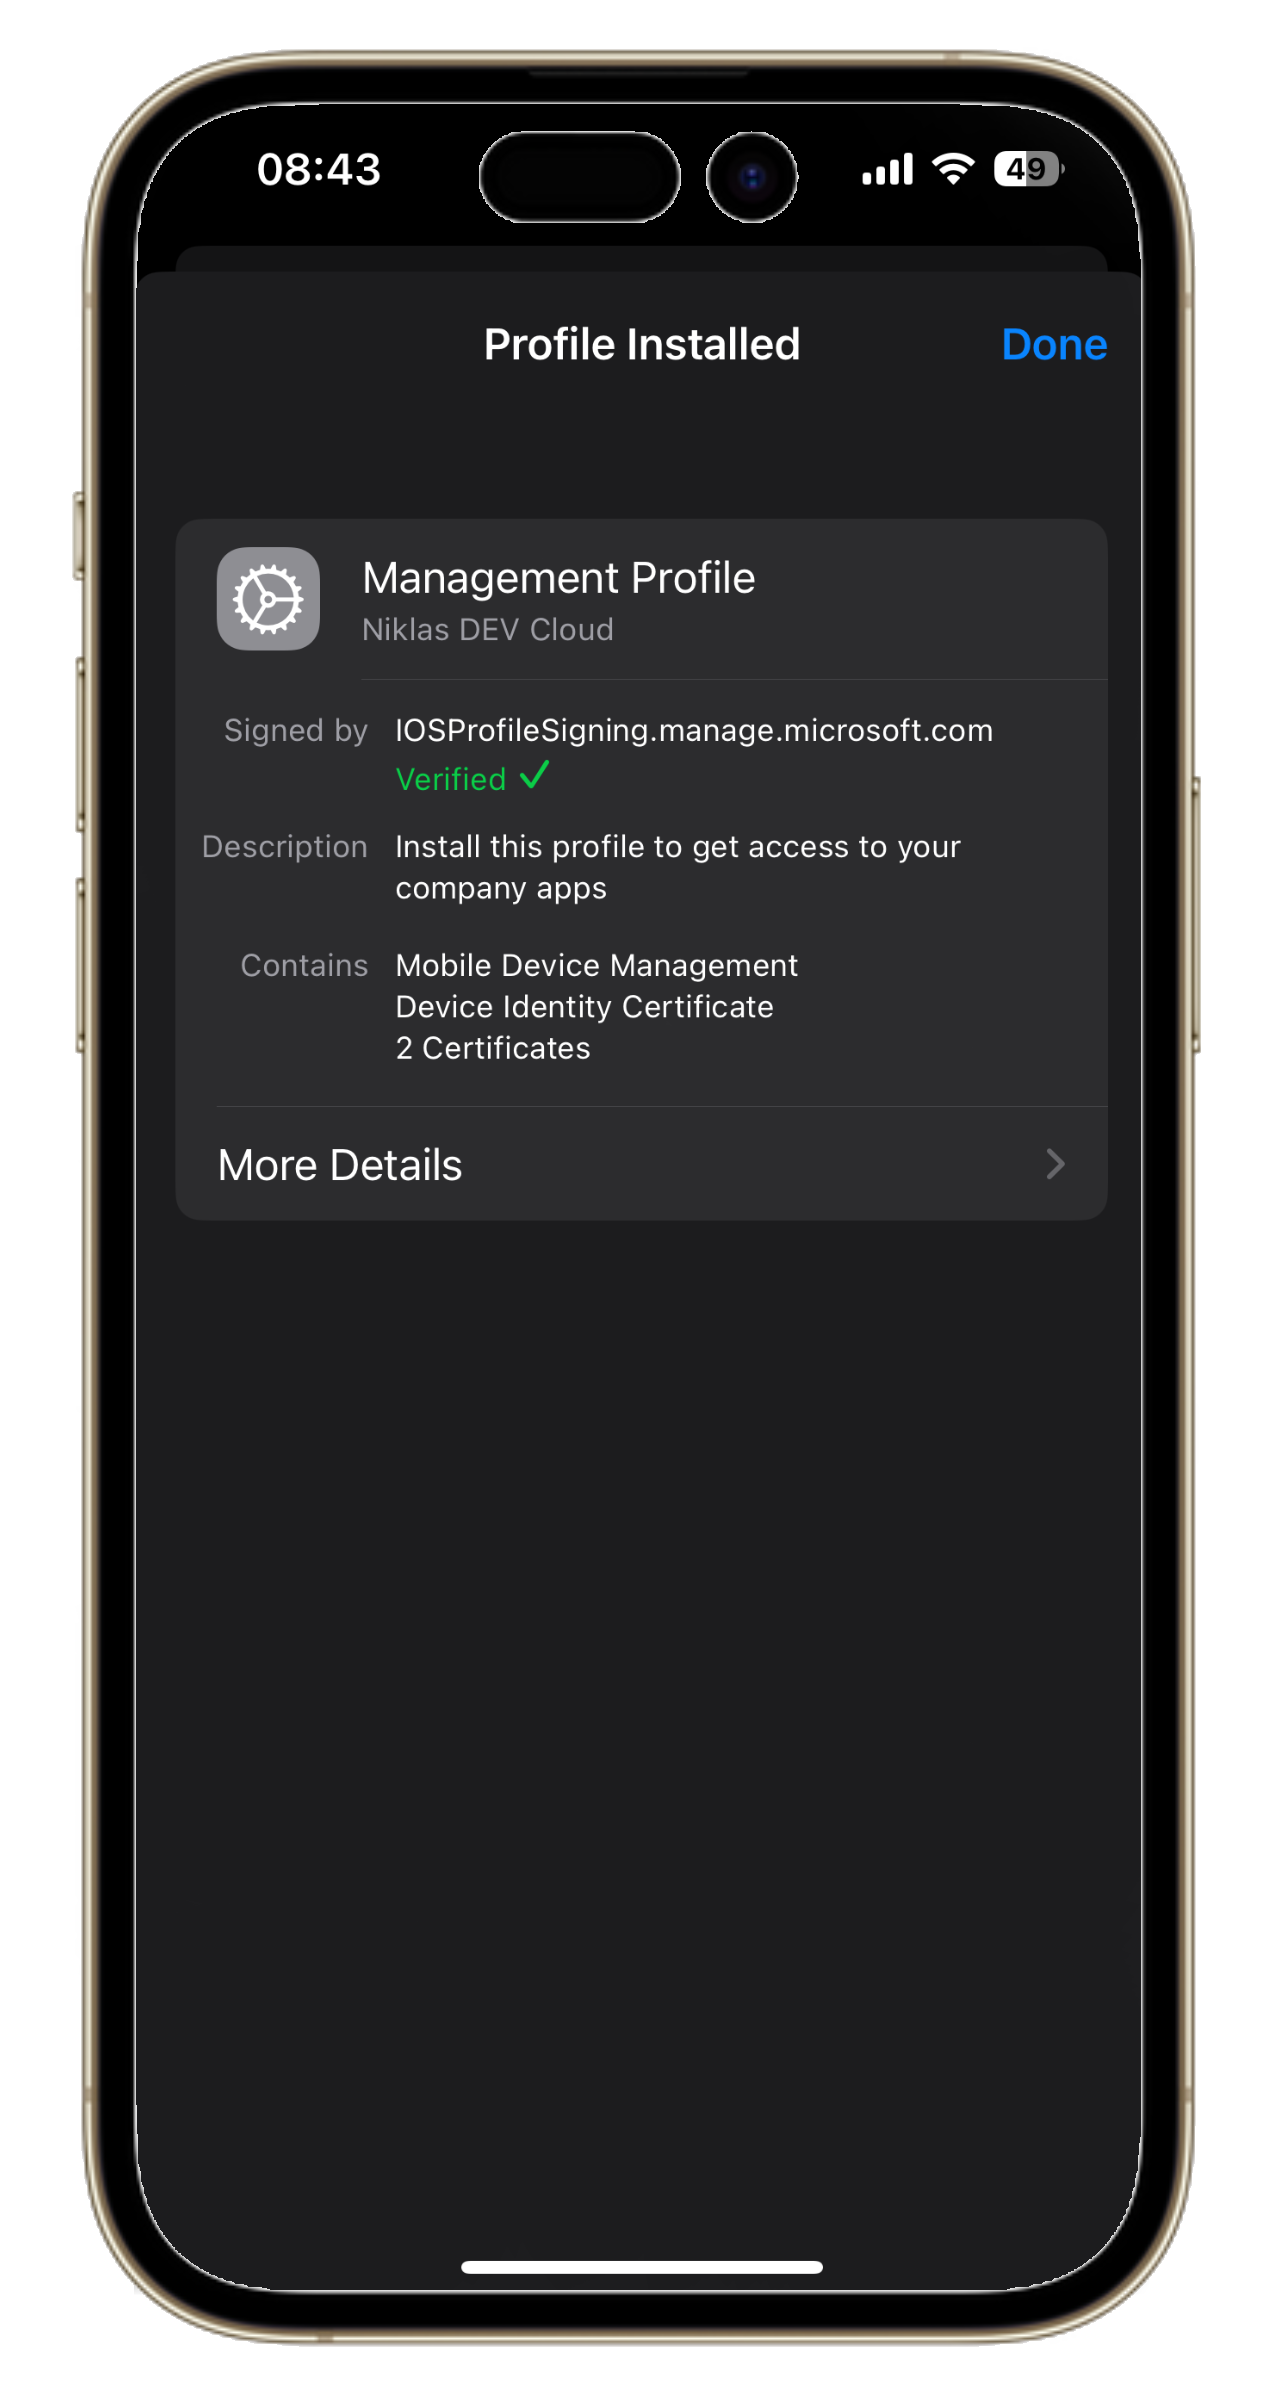 08:43
49
Profile Installed
Done
Management Profile
Niklas DEV Cloud
Signed by IOSProfileSigning.manage.microsoft.com
Verified ✓
Description Install this profile to get access to your
company apps
Contains Mobile Device Management
Device Identity Certificate
2 Certificates
More Details